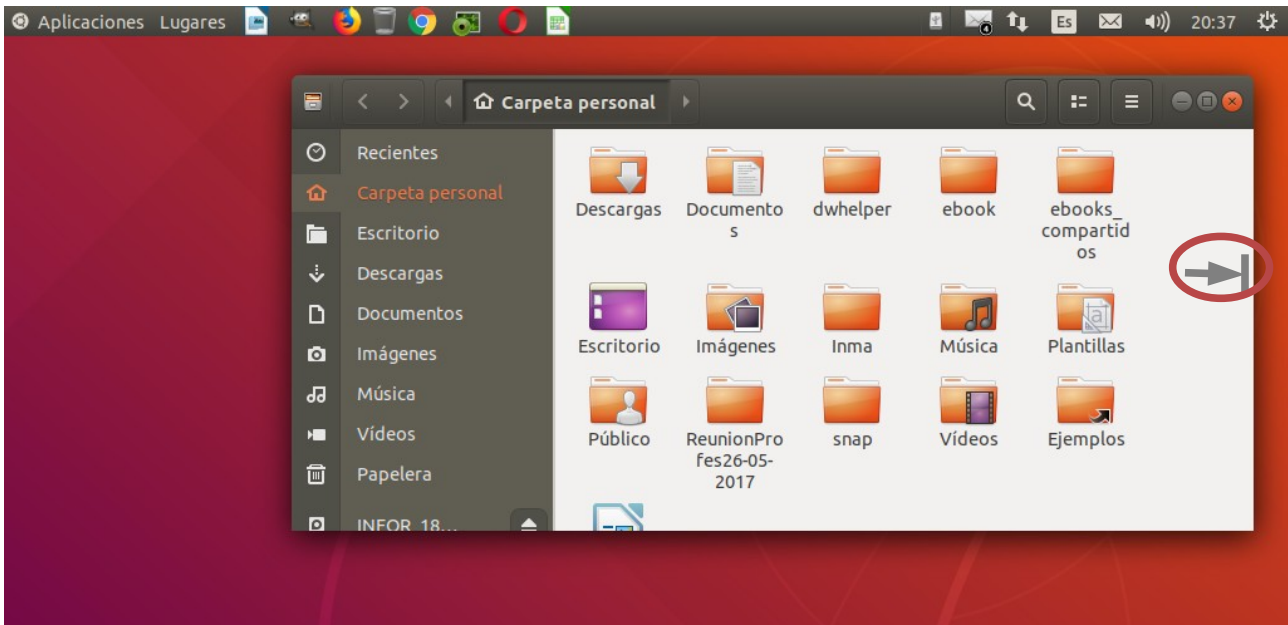 Aplicaciones Lugares Es 20:37
Carpeta personal
Recientes
Carpeta personal
Escritorio
Descargas
Documentos
Imágenes
Música
Vídeos
Papelera
INFOR_18...
Descargas
Documento
s
dwhelper
ebook
ebooks_
compartid
os
Escritorio
Imágenes
Inma
Música
Plantillas
Público
ReunionPro
fes26-05-
2017
snap
Vídeos
Ejemplos